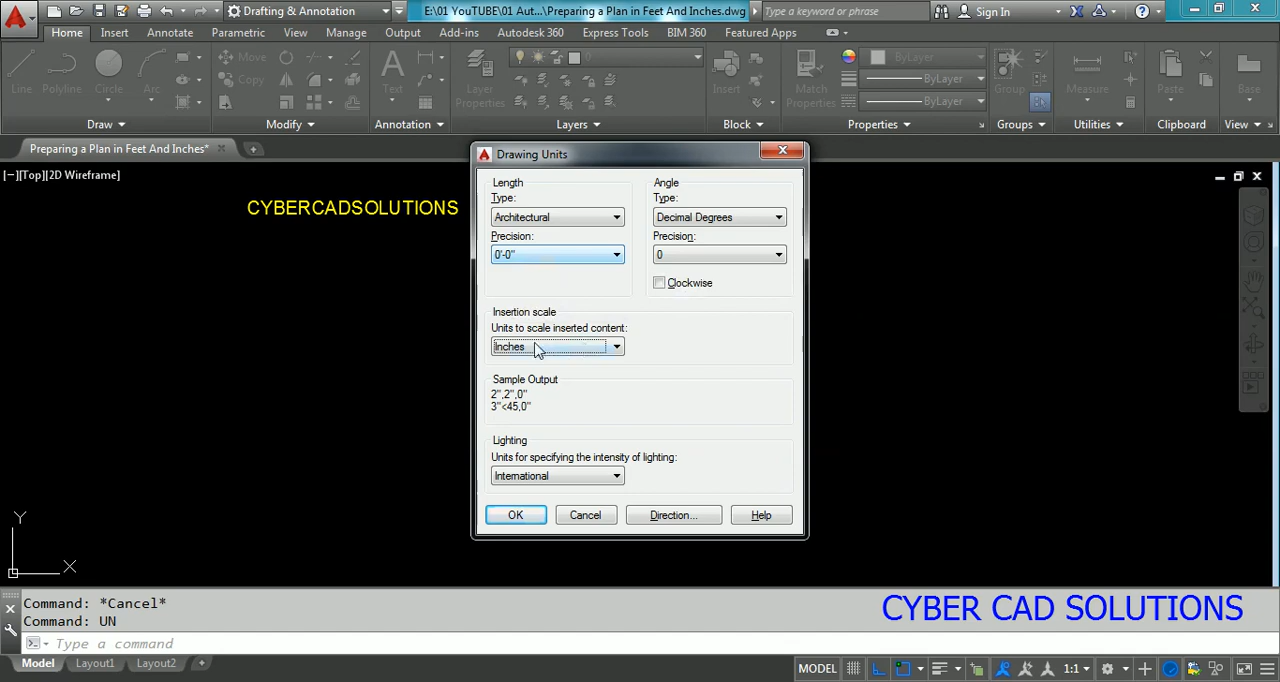 Drafting & Annotation
E:\01 YouTUBE\01 Aut...\Preparing a Plan in Feet And Inches.dwg
Type a keyword or phrase
Sign In
Home Insert Annotate Parametric View Manage Output Add-ins Autodesk 360 Express Tools BIM 360 Featured Apps
Line Polyline Circle Arc
Move
Copy
Text
Layer Properties
Insert
Match Properties
ByLayer
ByLayer
ByLayer
Group
Measure
Paste
Base
Draw Modify Annotation Layers Block Properties Groups Utilities Clipboard View
Preparing a Plan in Feet And Inches*
[−][Top][2D Wireframe]
CYBERCADSOLUTIONS
Drawing Units
Length
Type:
Architectural
Precision:
0'-0"
Angle
Type:
Decimal Degrees
Precision:
0
Clockwise
Insertion scale
Units to scale inserted content:
Inches
Sample Output
2",2",0"
3"<45,0"
Lighting
Units for specifying the intensity of lighting:
International
OK Cancel Direction... Help
Y
X
Command: *Cancel*
Command: UN
Type a command
CYBER CAD SOLUTIONS
Model Layout1 Layout2 +
MODEL 1:1